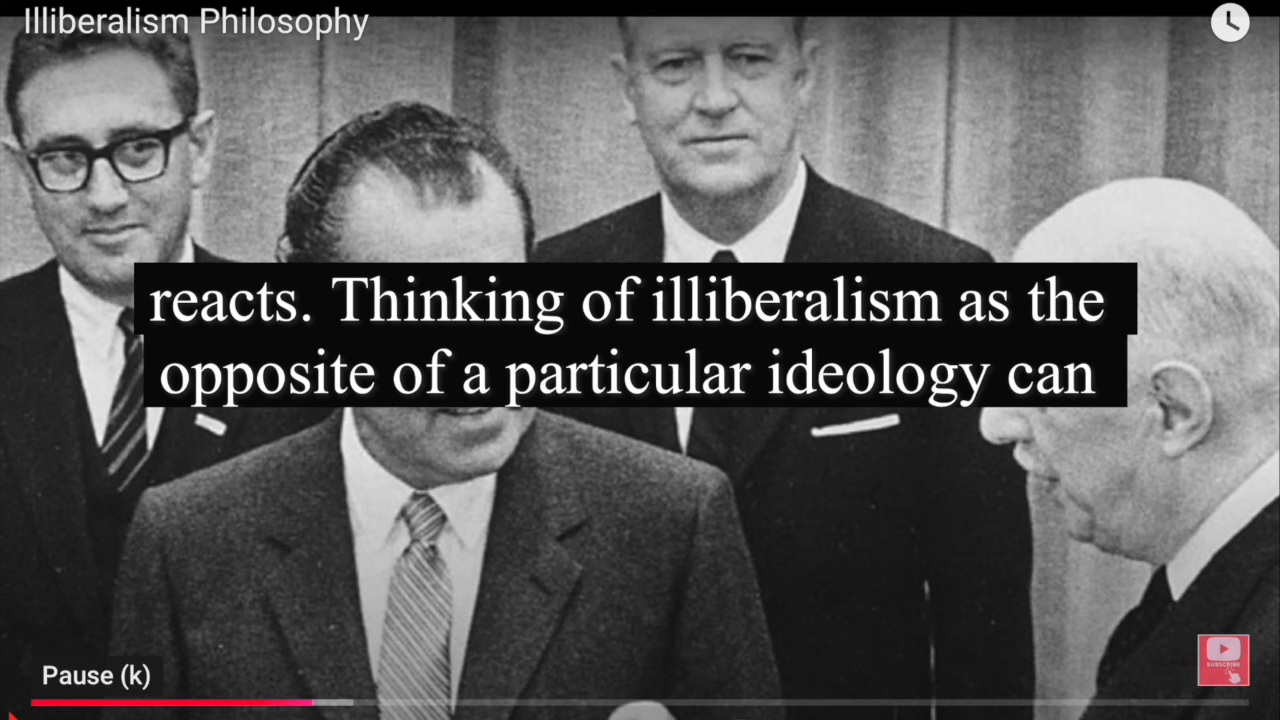 Illiberalism Philosophy
reacts. Thinking of illiberalism as the
opposite of a particular ideology can
SUBSCRIBE
Pause (k)